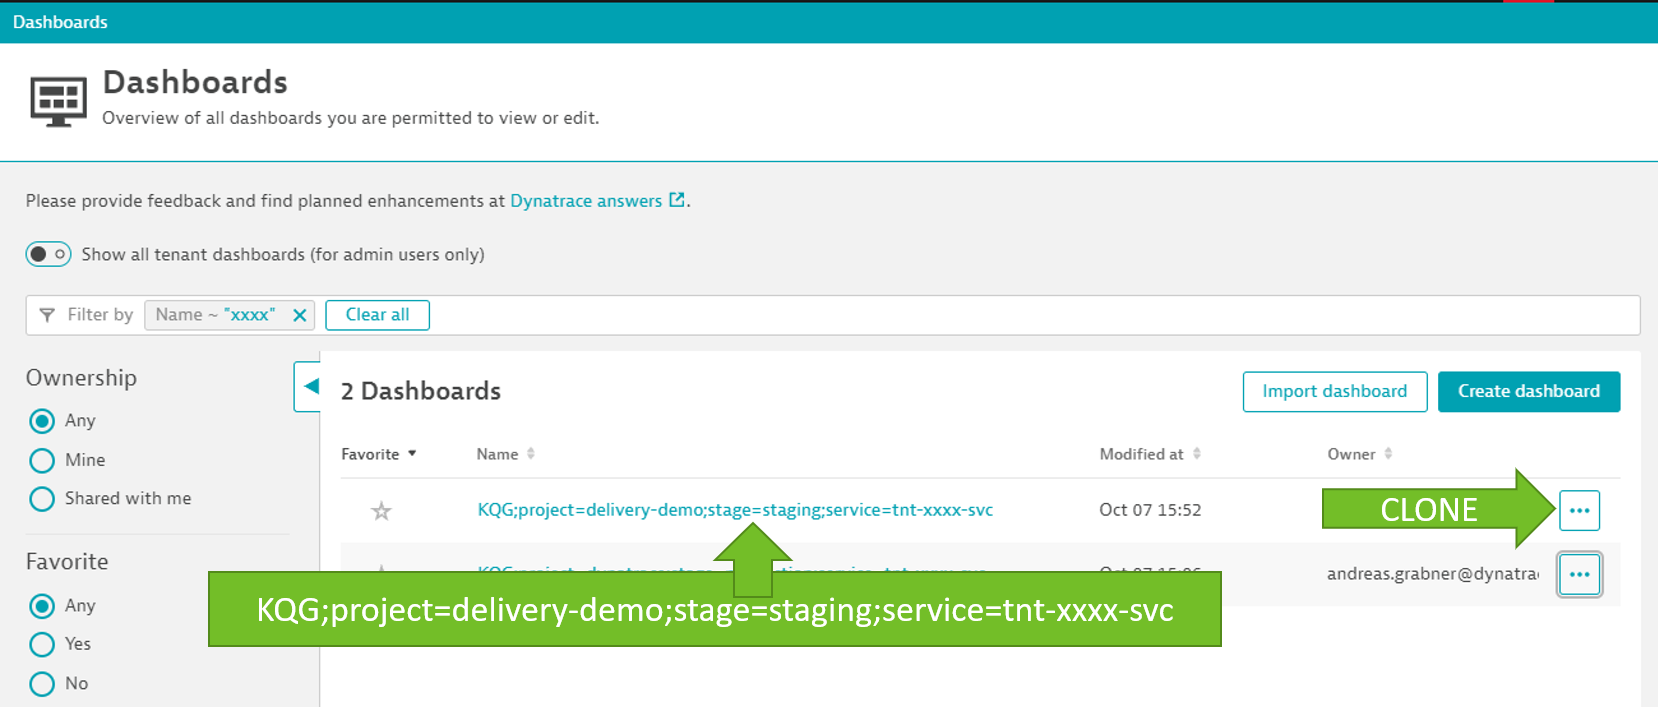 Dashboards
Dashboards
Overview of all dashboards you are permitted to view or edit.
Please provide feedback and find planned enhancements at Dynatrace answers.
Show all tenant dashboards (for admin users only)
Filter by Name ~ "xxxx" Clear all
Ownership
Any
Mine
Shared with me
Favorite
Any
Yes
No
2 Dashboards
Import dashboard
Create dashboard
Favorite Name Modified at Owner
KQG;project=delivery-demo;stage=staging;service=tnt-xxxx-svc Oct 07 15:52
CLONE
andreas.grabner@dynatra
KQG;project=delivery-demo;stage=staging;service=tnt-xxxx-svc